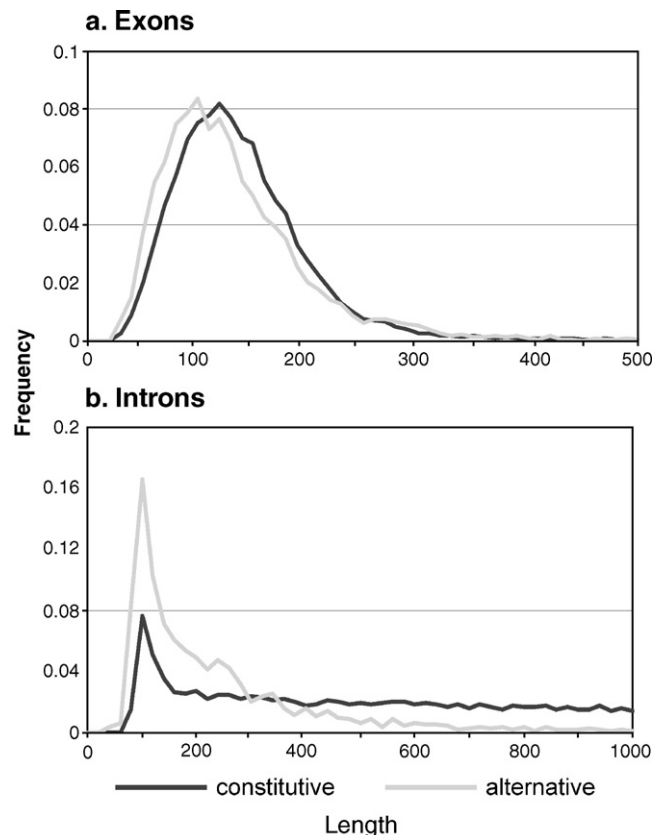 a. Exons
0.1
0.08
0.06
0.04
0.02
0
0 100 200 300 400 500
Frequency
b. Introns
0.2
0.16
0.12
0.08
0.04
0
0 200 400 600 800 1000
constitutive alternative
Length